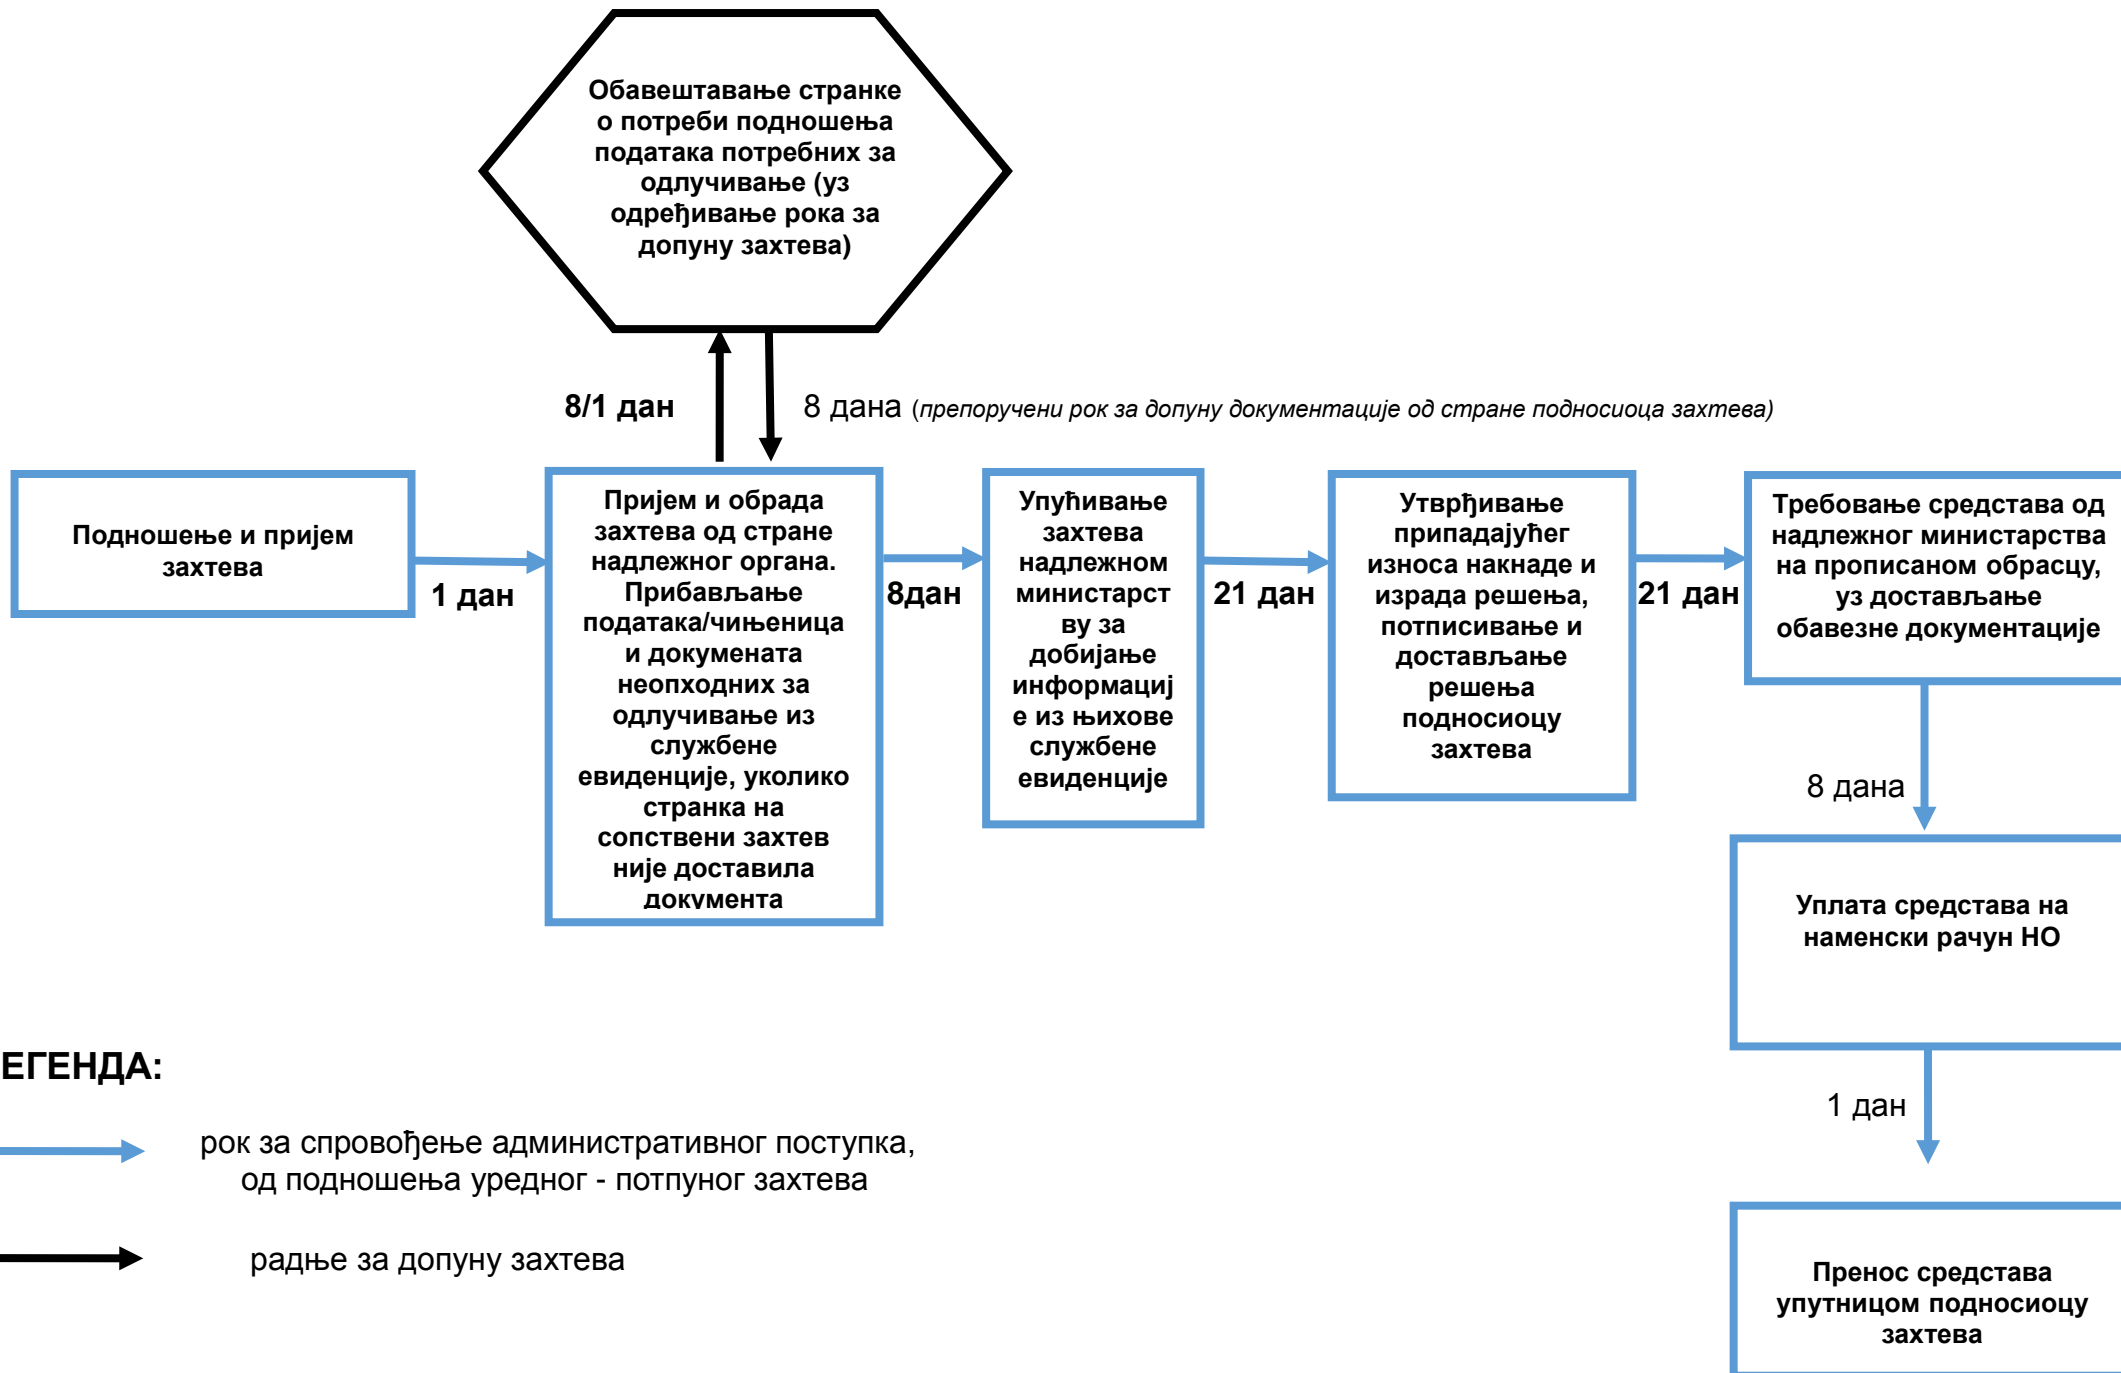 Обавештавање странке
о потреби подношења
података потребних за
одлучивање (уз
одређивање рока за
допуну захтева)
8/1 дан
8 дана (препоручени рок за допуну документације од стране подносиоца захтева)
Подношење и пријем
захтева
1 дан
Пријем и обрада
захтева од стране
надлежног органа.
Прибављање
података/чињеница
и докумената
неопходних за
одлучивање из
службене
евиденције, уколико
странка на
сопствени захтев
није доставила
документа
8дан
Упућивање
захтева
надлежном
министарст
ву за
добијање
информациј
е из њихове
службене
евиденције
21 дан
Утврђивање
припадајућег
износа накнаде и
израда решења,
потписивање и
достављање
решења
подносиоцу
захтева
21 дан
Требовање средстава од
надлежног министарства
на прописаном обрасцу,
уз достављање
обавезне документације
8 дана
Уплата средстава на
наменски рачун НО
1 дан
Пренос средстава
упутницом подносиоцу
захтева
ЕГЕНДА:
рок за спровођење административног поступка,
од подношења уредног - потпуног захтева
радње за допуну захтева